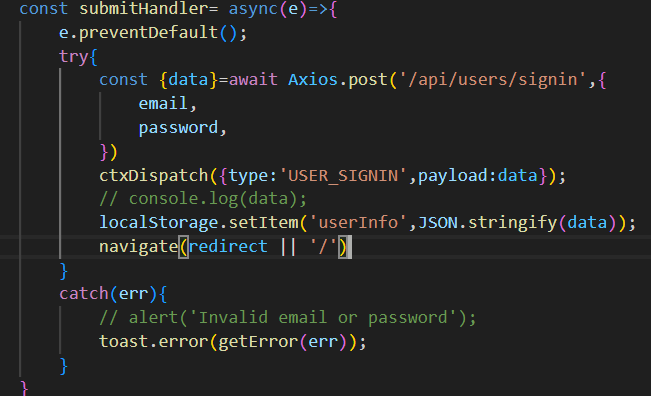 const submitHandler= async(e)=>{
e.preventDefault();
try{
const {data}=await Axios.post('/api/users/signin',{
email,
password,
})
ctxDispatch({type:'USER_SIGNIN',payload:data});
// console.log(data);
localStorage.setItem('userInfo',JSON.stringify(data));
navigate(redirect || '/')
}
catch(err){
// alert('Invalid email or password');
toast.error(getError(err));
}
}